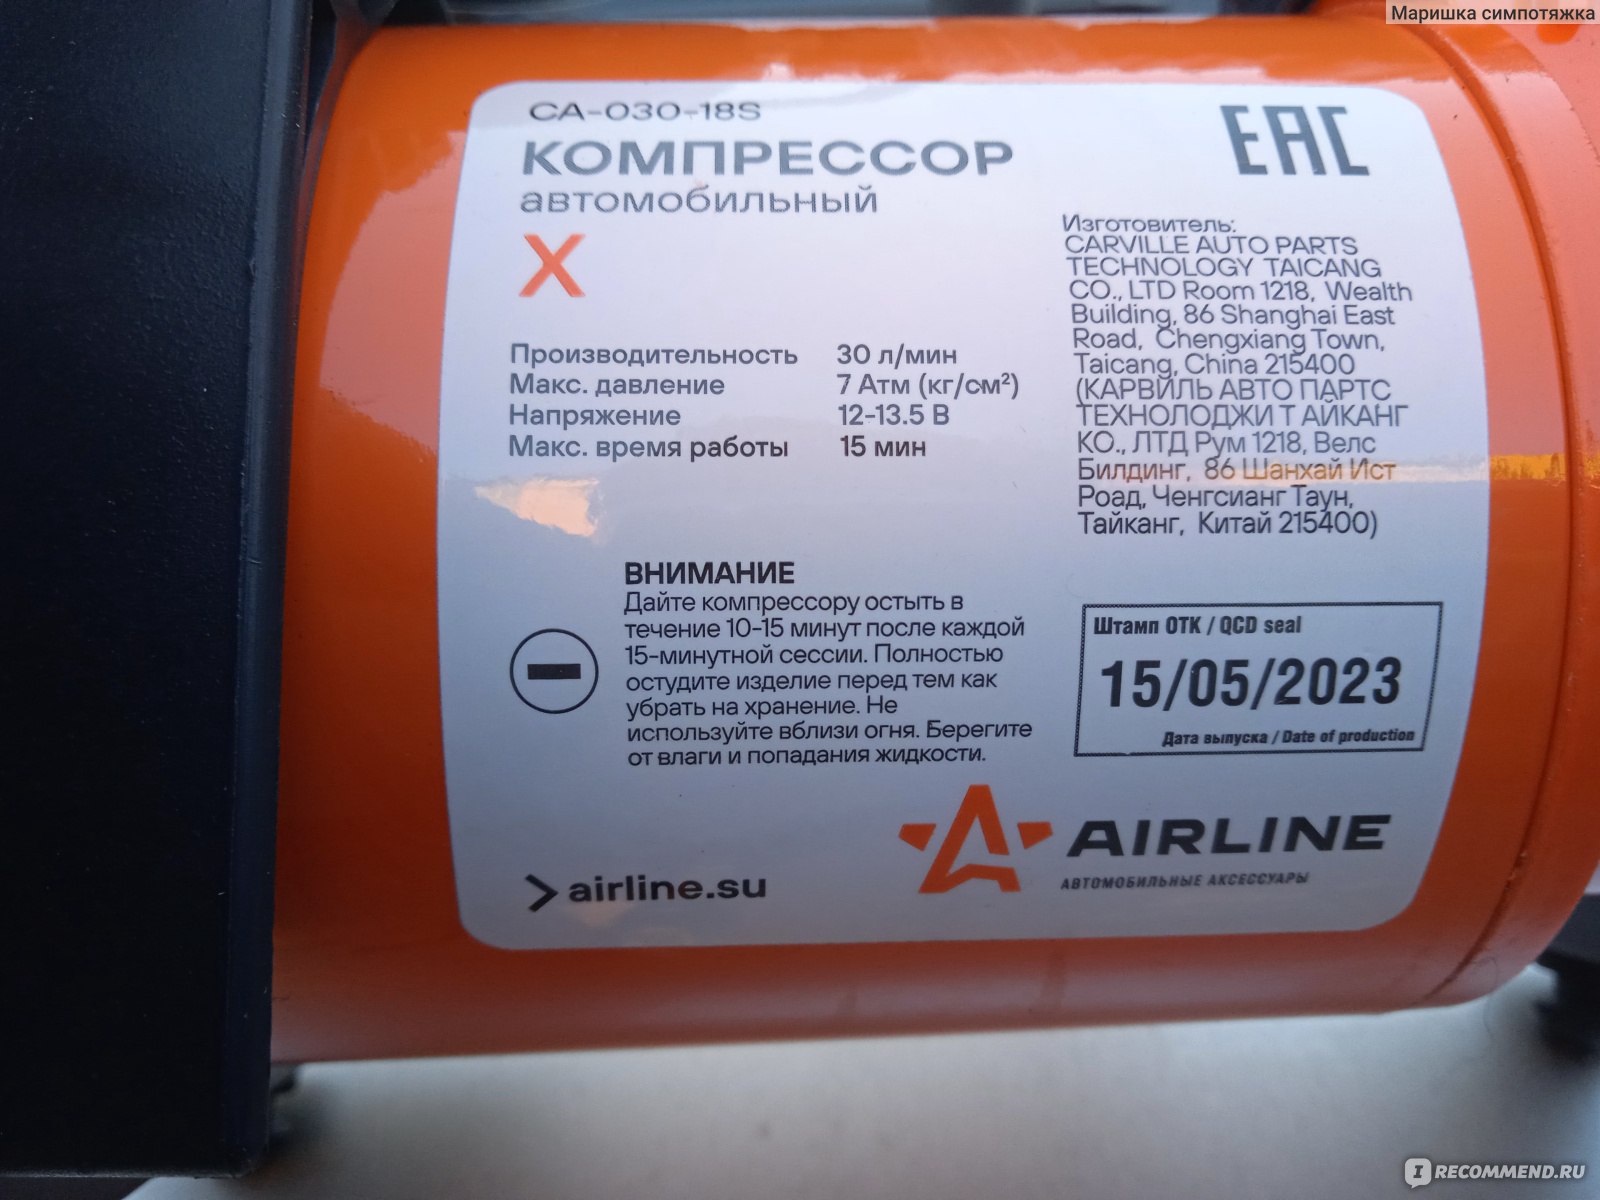 Маришка симпотяжка
CA-030-18S
КОМПРЕССОР
автомобильный
X
EAC
Производительность 30 л/мин
Макс. давление 7 Атм (кг/см²)
Напряжение 12-13.5 В
Макс. время работы 15 мин
Изготовитель:
CARVILLE AUTO PARTS
TECHNOLOGY TAICANG
CO., LTD Room 1218, Wealth
Building, 86 Shanghai East
Road, Chengxiang Town,
Taicang, China 215400
(КАРВИЛЬ АВТО ПАРТС
ТЕХНОЛОДЖИ Т АЙКАНГ
КО., ЛТД Рум 1218, Велс
Билдинг, 86 Шанхай Ист
Роад, Ченгсианг Таун,
Тайканг, Китай 215400)
ВНИМАНИЕ
Дайте компрессору остыть в
течение 10-15 минут после каждой
15-минутной сессии. Полностью
остудите изделие перед тем как
убрать на хранение. Не
используйте вблизи огня. Берегите
от влаги и попадания жидкости.
Штамп ОТК / QCD seal
15/05/2023
Дата выпуска / Date of production
>airline.su
AIRLINE
АВТОМОБИЛЬНЫЕ АКСЕССУАРЫ
IRECOMMEND.RU